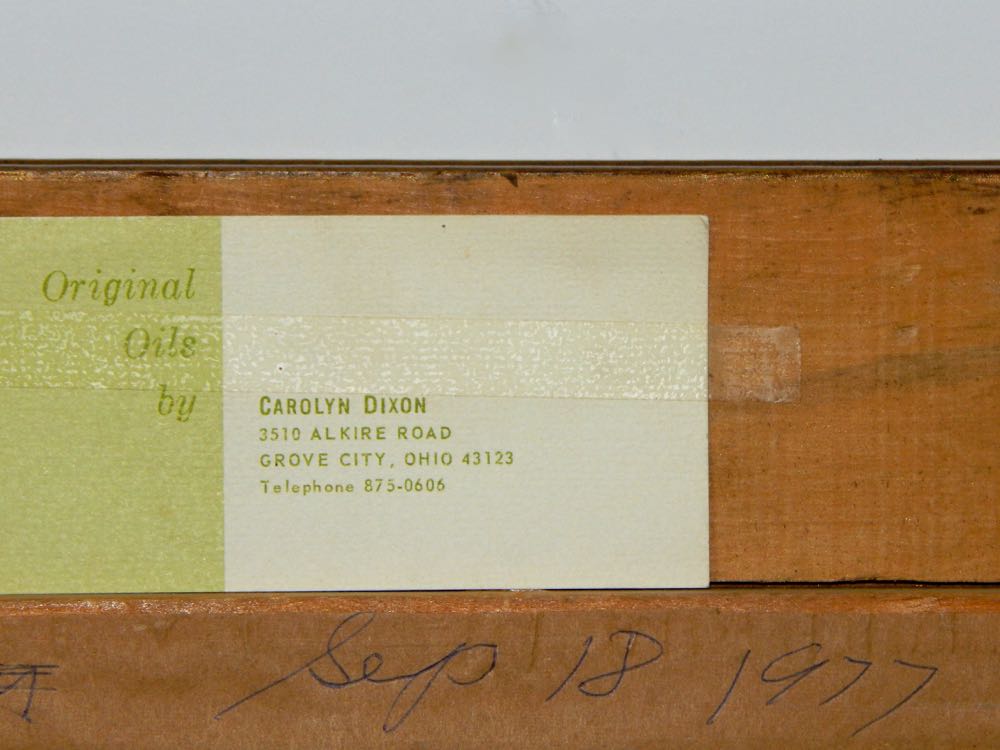 Original
Oils
by
CAROLYN DIXON
3510 ALKIRE ROAD
GROVE CITY, OHIO 43123
Telephone 875-0606
Sep 18 1977